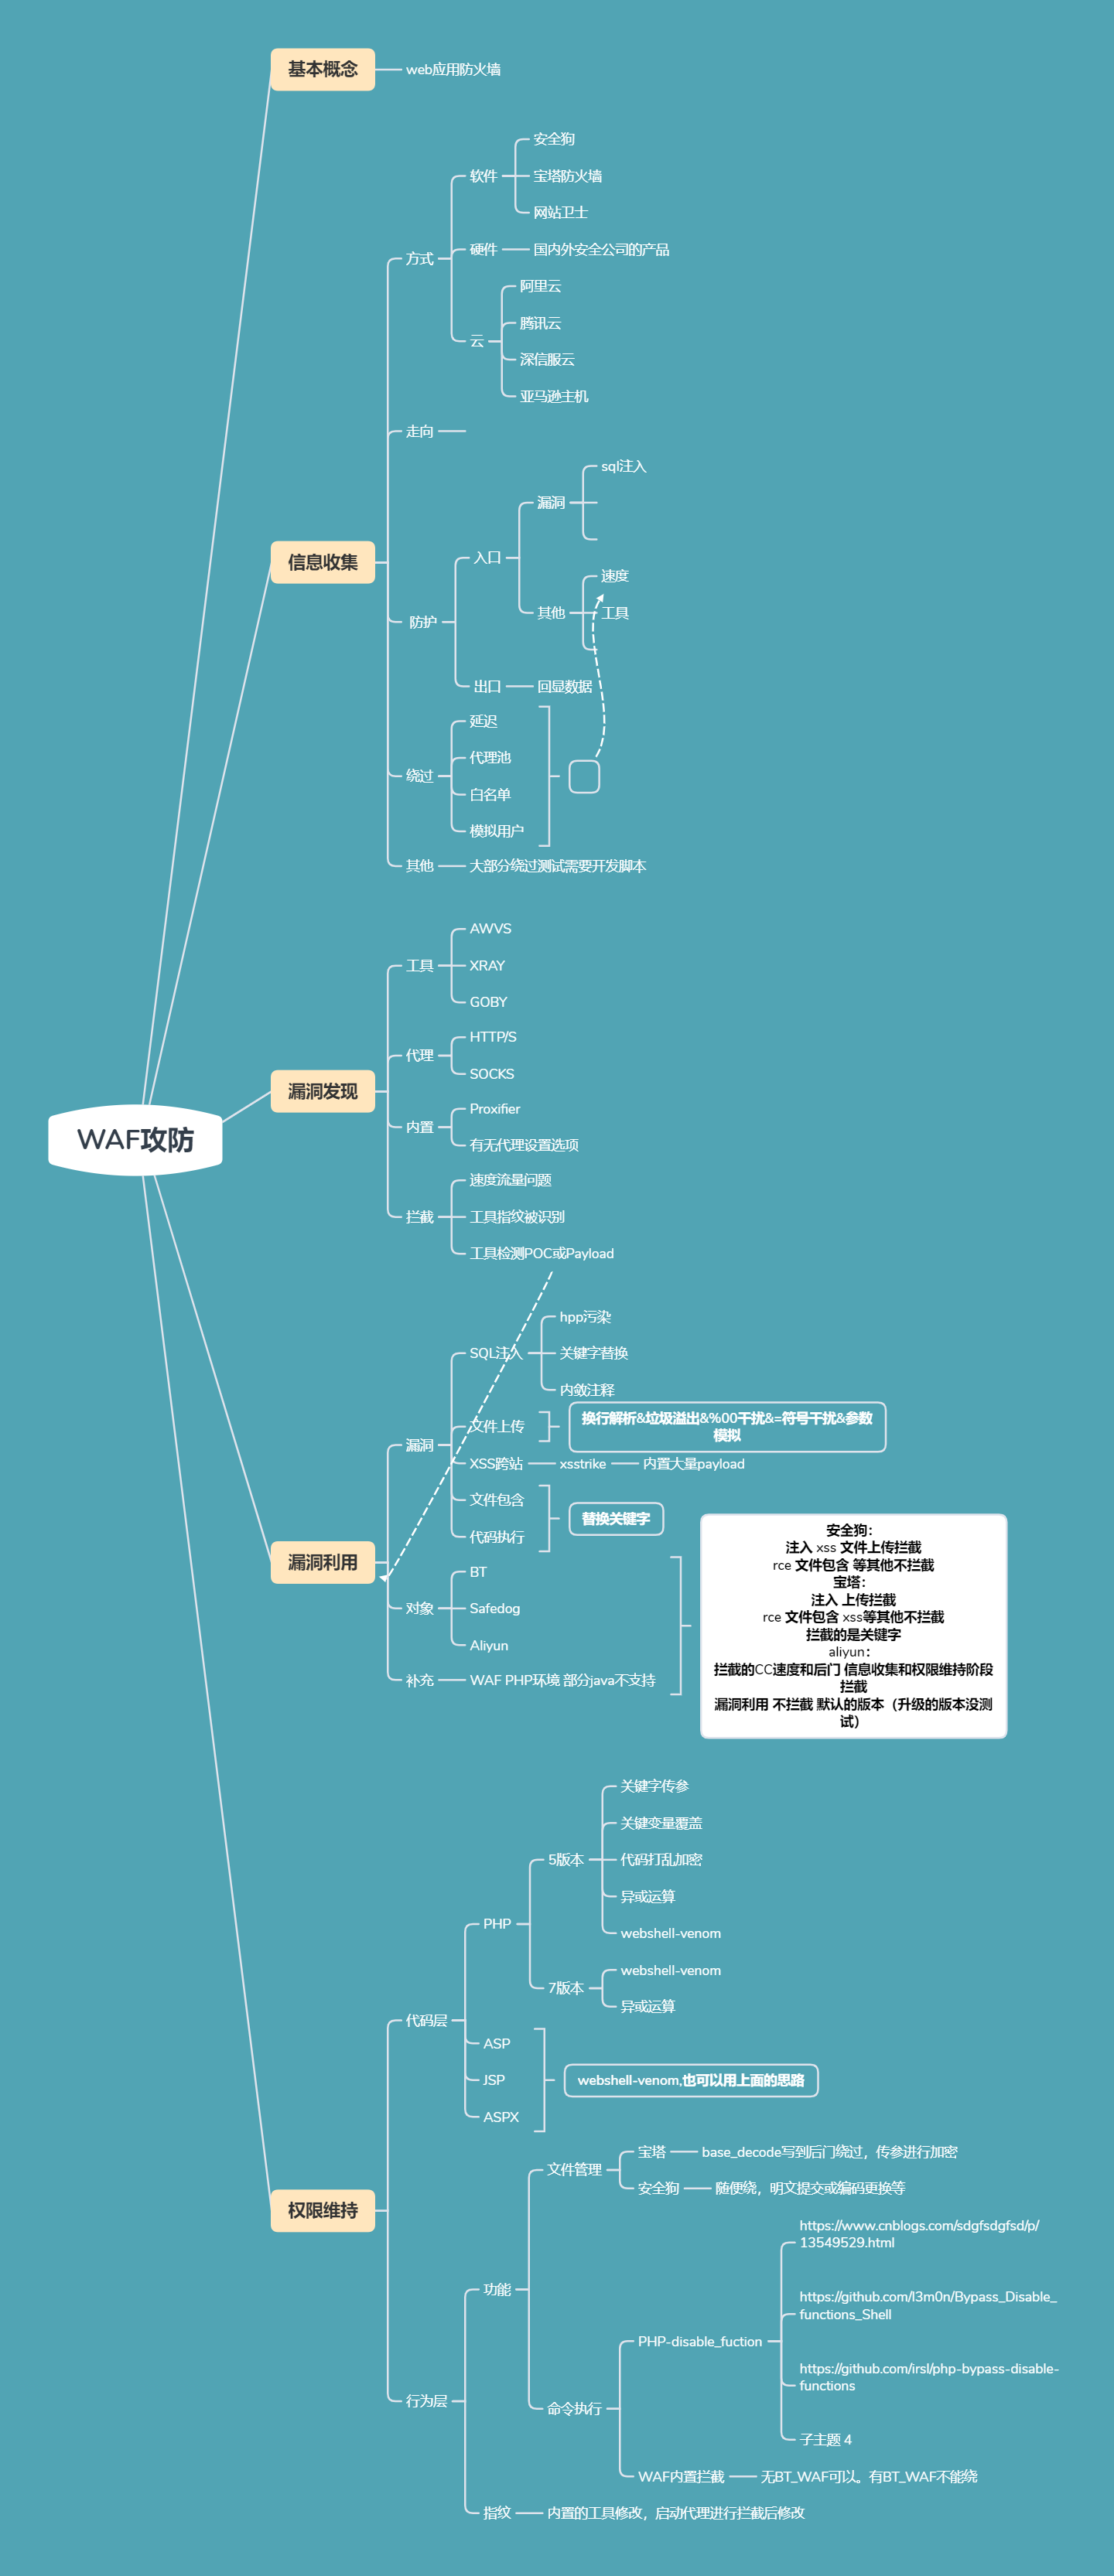 WAF攻防
基本概念
web应用防火墙
信息收集
方式
软件
安全狗
宝塔防火墙
网站卫士
硬件
国内外安全公司的产品
云
阿里云
腾讯云
深信服云
亚马逊主机
走向
防护
入口
漏洞
sql注入
其他
速度
工具
出口
回显数据
绕过
延迟
代理池
白名单
模拟用户
其他
大部分绕过测试需要开发脚本
漏洞发现
工具
AWVS
XRAY
GOBY
代理
HTTP/S
SOCKS
内置
Proxifier
有无代理设置选项
拦截
速度流量问题
工具指纹被识别
工具检测POC或Payload
漏洞利用
漏洞
SQL注入
hpp污染
关键字替换
内敛注释
文件上传
换行解析&垃圾溢出&%00干扰&=符号干扰&参数
模拟
XSS跨站
xsstrike
内置大量payload
文件包含
代码执行
替换关键字
对象
BT
Safedog
Aliyun
补充
WAF PHP环境 部分java不支持
安全狗：
注入 xss 文件上传拦截
rce 文件包含 等其他不拦截
宝塔：
注入 上传拦截
rce 文件包含 xss等其他不拦截
拦截的是关键字
aliyun：
拦截的CC速度和后门 信息收集和权限维持阶段
拦截
漏洞利用 不拦截 默认的版本（升级的版本没测
试）
权限维持
代码层
PHP
5版本
关键字传参
关键变量覆盖
代码打乱加密
异或运算
webshell-venom
7版本
webshell-venom
异或运算
ASP
JSP
ASPX
webshell-venom,也可以用上面的思路
行为层
功能
文件管理
宝塔
base_decode写到后门绕过，传参进行加密
安全狗
随便绕，明文提交或编码更换等
命令执行
PHP-disable_fuction
https://www.cnblogs.com/sdgfsdgfsd/p/
13549529.html
https://github.com/l3m0n/Bypass_Disable_
functions_Shell
https://github.com/irsl/php-bypass-disable-
functions
子主题 4
WAF内置拦截
无BT_WAF可以。有BT_WAF不能绕
指纹
内置的工具修改，启动代理进行拦截后修改